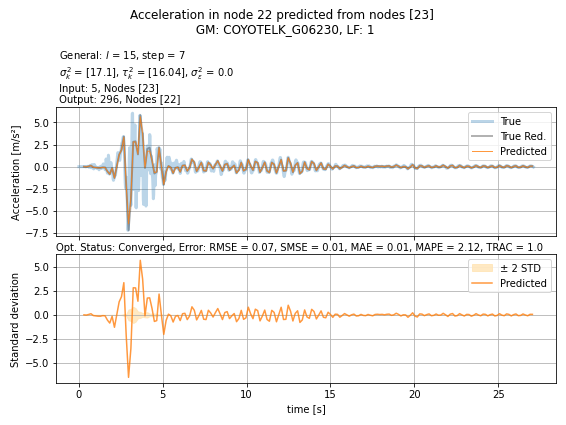 Acceleration in node 22 predicted from nodes [23]
GM: COYOTELK_G06230, LF: 1
General: l = 15, step = 7
σ²ₖ = [17.1], τ²ₖ = [16.04], σ²ε = 0.0
Input: 5, Nodes [23]
Output: 296, Nodes [22]
Acceleration [m/s²]
5.0
2.5
0.0
−2.5
−5.0
−7.5
True
True Red.
Predicted
Opt. Status: Converged, Error: RMSE = 0.07, SMSE = 0.01, MAE = 0.01, MAPE = 2.12, TRAC = 1.0
Standard deviation
5.0
2.5
0.0
−2.5
−5.0
± 2 STD
Predicted
0 5 10 15 20 25
time [s]